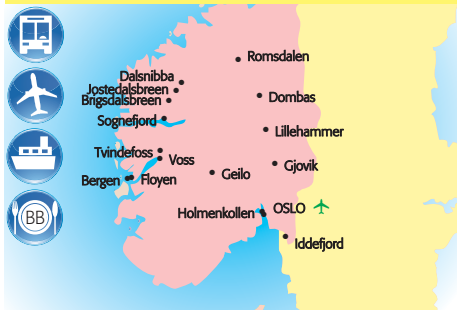 Romsdalen
Dalsnibba
Jostedalsbreen
Brigsdalsbreen
Dombas
Sognefjord
Lillehammer
Tvindefoss
Voss
Gjovik
Bergen
Floyen
Geilo
Holmenkollen
OSLO
BB
Iddefjord